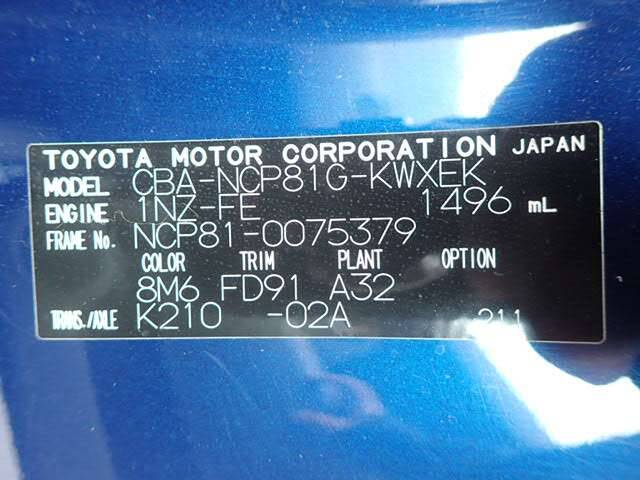 TOYOTA MOTOR CORPORATION JAPAN
MODEL CBA-NCP81G-KWXEK
ENGINE 1NZ-FE 1496 mL
FRAME No. NCP81-0075379
COLOR TRIM PLANT OPTION
8M6 FD91 A32
TRANS./AXLE K210 -02A 211